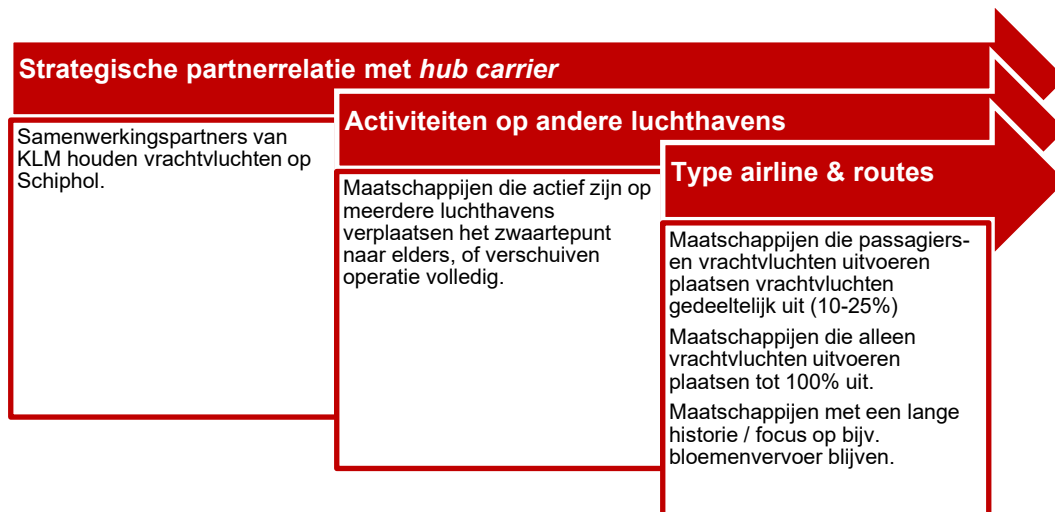 Strategische partnerrelatie met hub carrier
Samenwerkingspartners van
KLM houden vrachtvluchten op
Schiphol.
Activiteiten op andere luchthavens
Maatschappijen die actief zijn op
meerdere luchthavens
verplaatsen het zwaartepunt
naar elders, of verschuiven
operatie volledig.
Type airline & routes
Maatschappijen die passagiers-
en vrachtvluchten uitvoeren
plaatsen vrachtvluchten
gedeeltelijk uit (10-25%)
Maatschappijen die alleen
vrachtvluchten uitvoeren
plaatsen tot 100% uit.
Maatschappijen met een lange
historie / focus op bijv.
bloemenvervoer blijven.